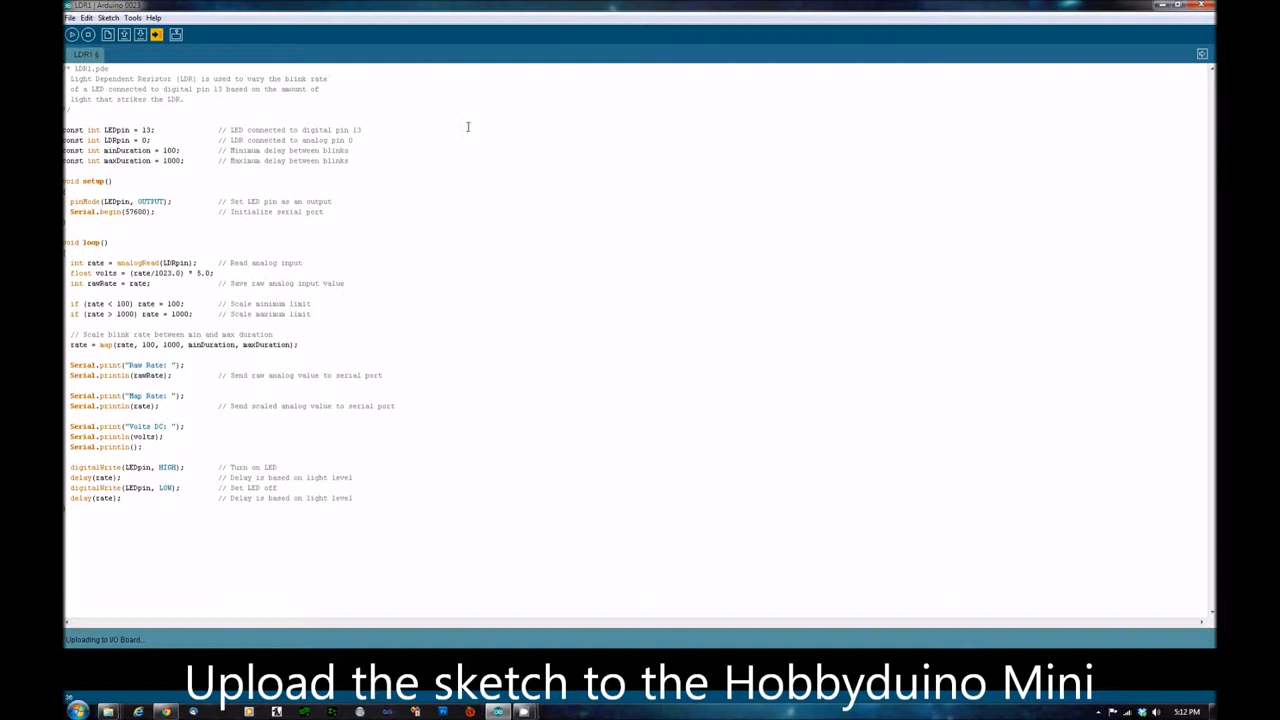 LDR1 | Arduino 0023
File Edit Sketch Tools Help
LDR1 §
/* LDR1.pde
Light Dependent Resistor (LDR) is used to vary the blink rate
of a LED connected to digital pin 13 based on the amount of
light that strikes the LDR.
*/
const int LEDpin = 13; // LED connected to digital pin 13
const int LDRpin = 0; // LDR connected to analog pin 0
const int minDuration = 100; // Minimum delay between blinks
const int maxDuration = 1000; // Maximum delay between blinks
void setup()
{
pinMode(LEDpin, OUTPUT); // Set LED pin as an output
Serial.begin(57600); // Initialize serial port
}
void loop()
{
int rate = analogRead(LDRpin); // Read analog input
float volts = (rate/1023.0) * 5.0;
int rawRate = rate; // Save raw analog input value
if (rate < 100) rate = 100; // Scale minimum limit
if (rate > 1000) rate = 1000; // Scale maximum limit
// Scale blink rate between min and max duration
rate = map(rate, 100, 1000, minDuration, maxDuration);
Serial.print("Raw Rate: ");
Serial.println(rawRate); // Send raw analog value to serial port
Serial.print("Map Rate: ");
Serial.println(rate); // Send scaled analog value to serial port
Serial.print("Volts DC: ");
Serial.println(volts);
Serial.println();
digitalWrite(LEDpin, HIGH); // Turn on LED
delay(rate); // Delay is based on light level
digitalWrite(LEDpin, LOW); // Set LED off
delay(rate); // Delay is based on light level
}
Uploading to I/O Board...
Upload the sketch to the Hobbyduino Mini
5:12 PM